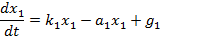 dx₁/dt = k₁x₁ − a₁x₁ + g₁